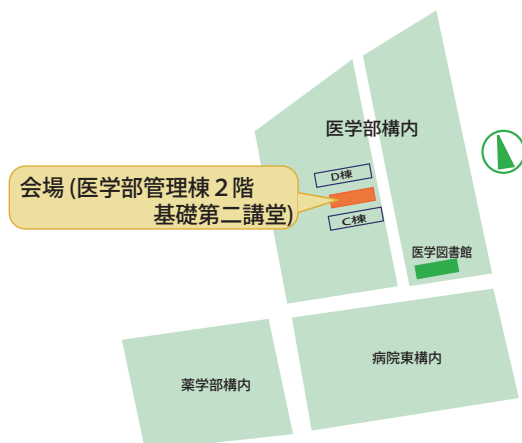 医学部構内
D棟
会場 (医学部管理棟２階
基礎第二講堂)
C棟
医学図書館
病院東構内
薬学部構内